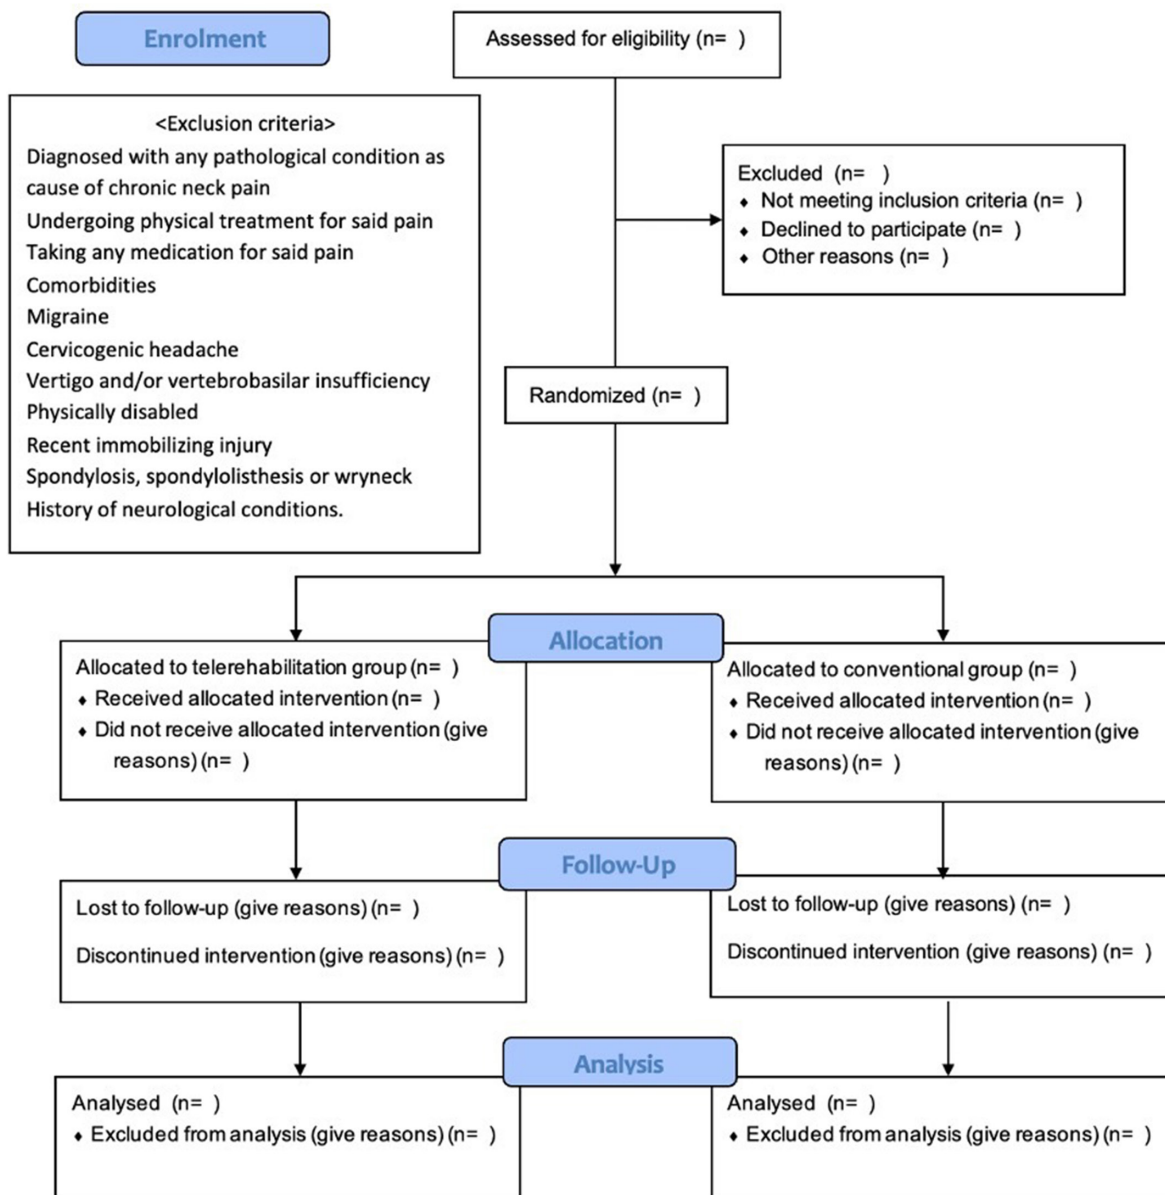 Enrolment
Assessed for eligibility (n=  )
<Exclusion criteria>
Diagnosed with any pathological condition as
cause of chronic neck pain
Undergoing physical treatment for said pain
Taking any medication for said pain
Comorbidities
Migraine
Cervicogenic headache
Vertigo and/or vertebrobasilar insufficiency
Physically disabled
Recent immobilizing injury
Spondylosis, spondylolisthesis or wryneck
History of neurological conditions.
Excluded (n=  )
♦ Not meeting inclusion criteria (n=  )
♦ Declined to participate (n=  )
♦ Other reasons (n=  )
Randomized (n=  )
Allocation
Allocated to telerehabilitation group (n=  )
♦ Received allocated intervention (n=  )
♦ Did not receive allocated intervention (give
reasons) (n=  )
Allocated to conventional group (n=  )
♦ Received allocated intervention (n=  )
♦ Did not receive allocated intervention (give
reasons) (n=  )
Follow-Up
Lost to follow-up (give reasons) (n=  )
Discontinued intervention (give reasons) (n=  )
Lost to follow-up (give reasons) (n=  )
Discontinued intervention (give reasons) (n=  )
Analysis
Analysed (n=  )
♦ Excluded from analysis (give reasons) (n=  )
Analysed (n=  )
♦ Excluded from analysis (give reasons) (n=  )